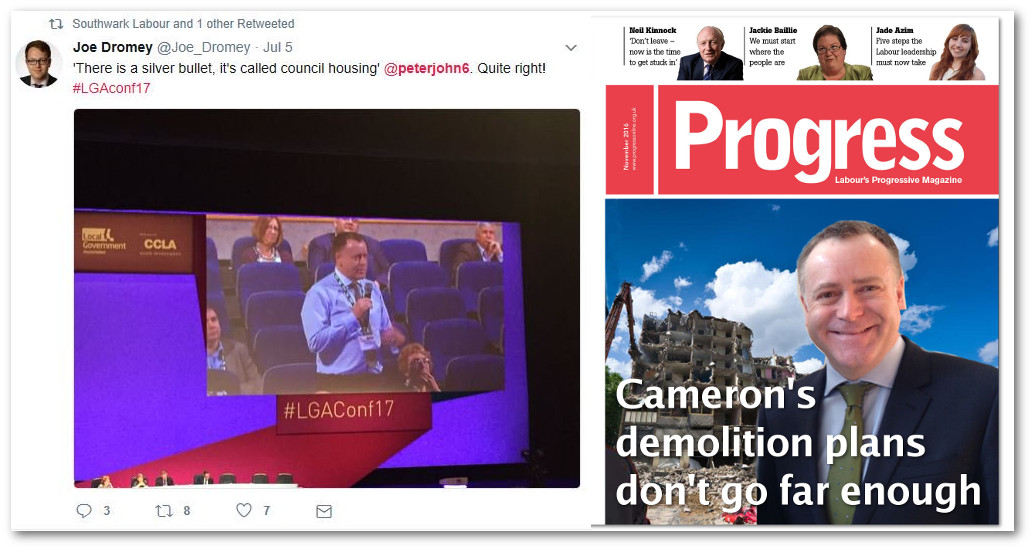 Southwark Labour and 1 other Retweeted
Joe Dromey @Joe_Dromey · Jul 5
'There is a silver bullet, it's called council housing' @peterjohn6. Quite right!
#LGAconf17
Local
Government
CCLA
#LGAConf17
3
8
7
Neil Kinnock
'Don't leave –
now is the time
to get stuck in'
Jackie Baillie
We must start
where the
people are
Jade Azim
Five steps the
Labour leadership
must now take
November 2016
www.progressonline.org.uk
Progress
Labour's Progressive Magazine
Cameron's
demolition plans
don't go far enough